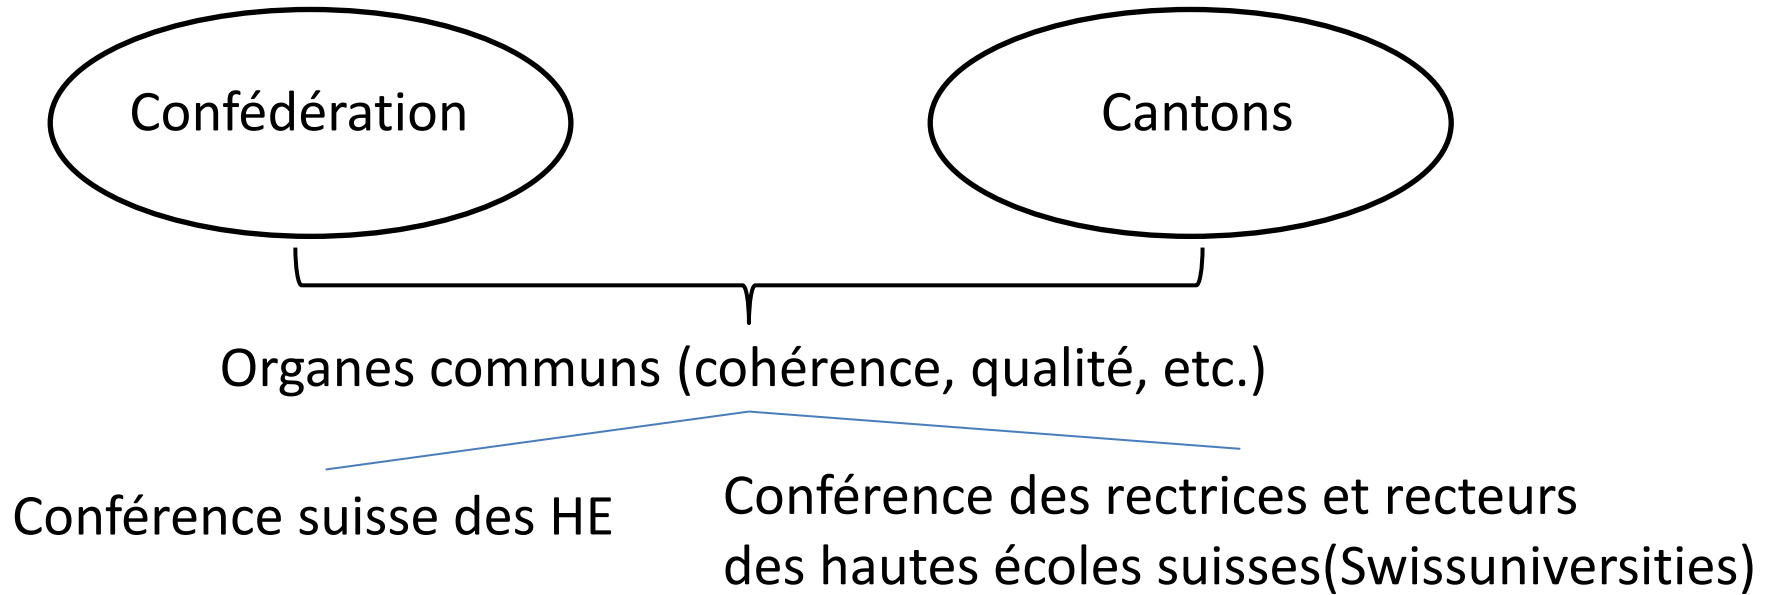 Confédération
Cantons
Organes communs (cohérence, qualité, etc.)
Conférence suisse des HE
Conférence des rectrices et recteurs
des hautes écoles suisses(Swissuniversities)